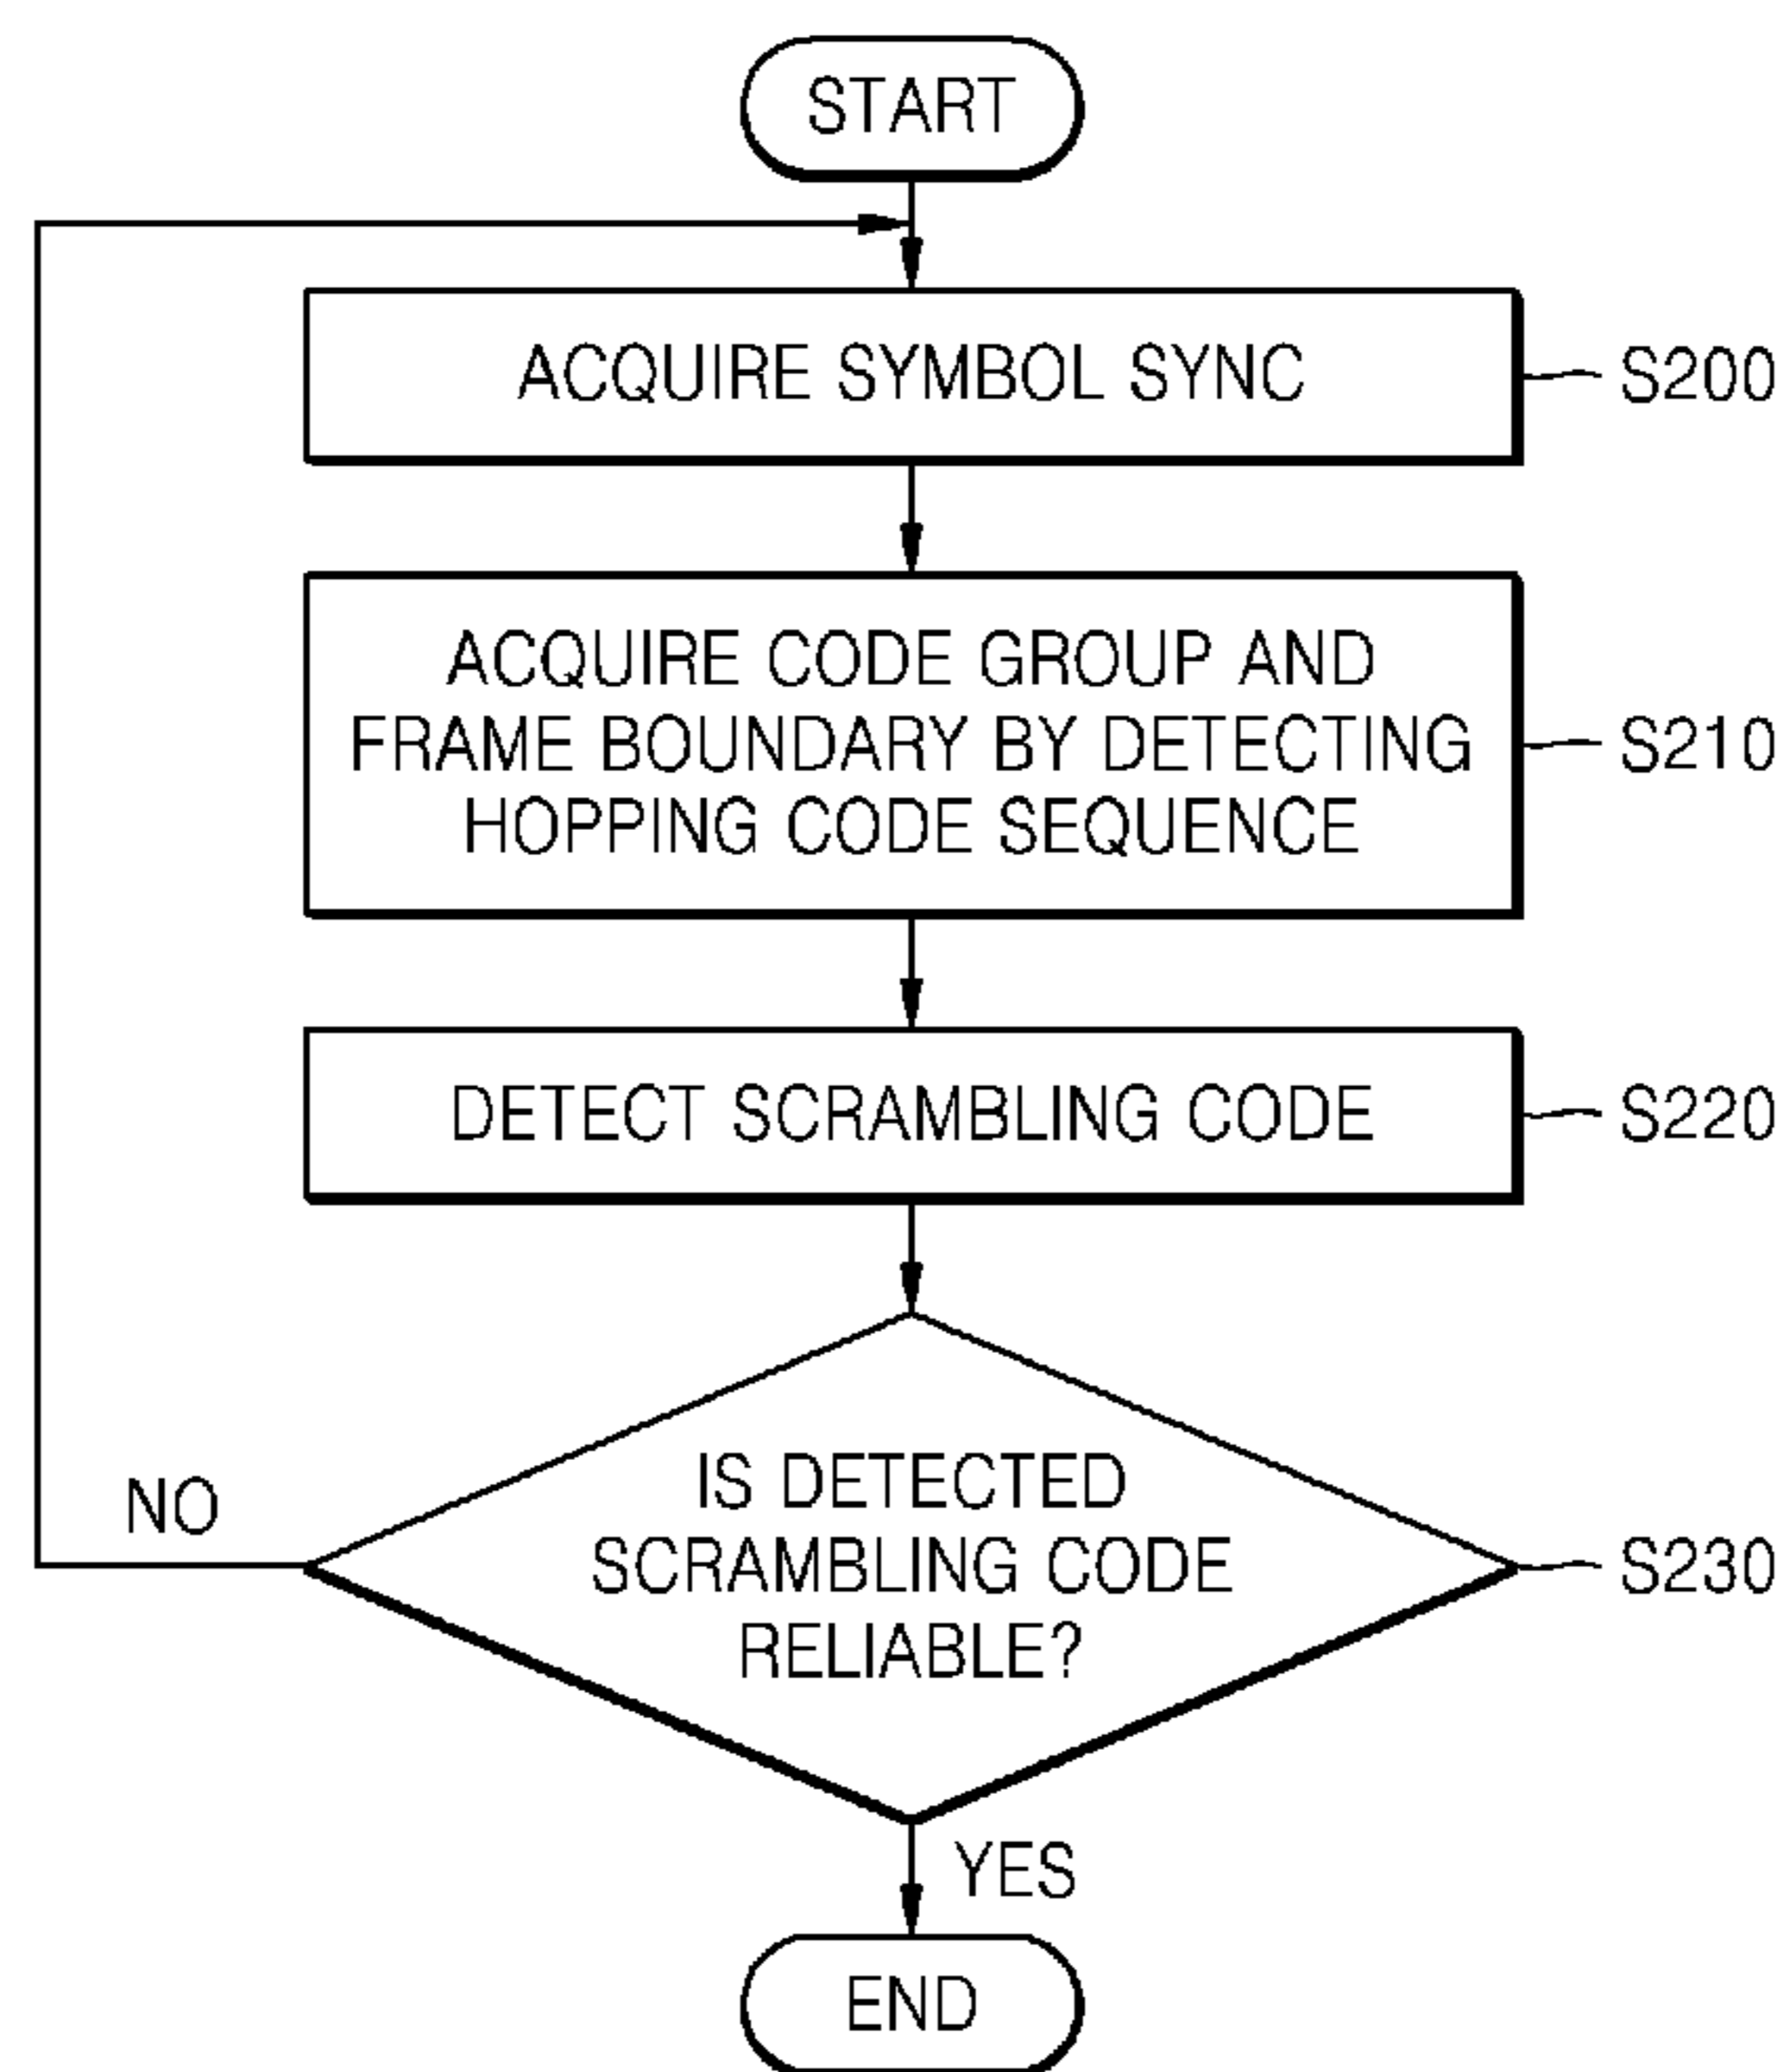 START
ACQUIRE SYMBOL SYNC
S200
ACQUIRE CODE GROUP AND
FRAME BOUNDARY BY DETECTING
HOPPING CODE SEQUENCE
S210
DETECT SCRAMBLING CODE
S220
IS DETECTED
SCRAMBLING CODE
RELIABLE?
S230
NO
YES
END